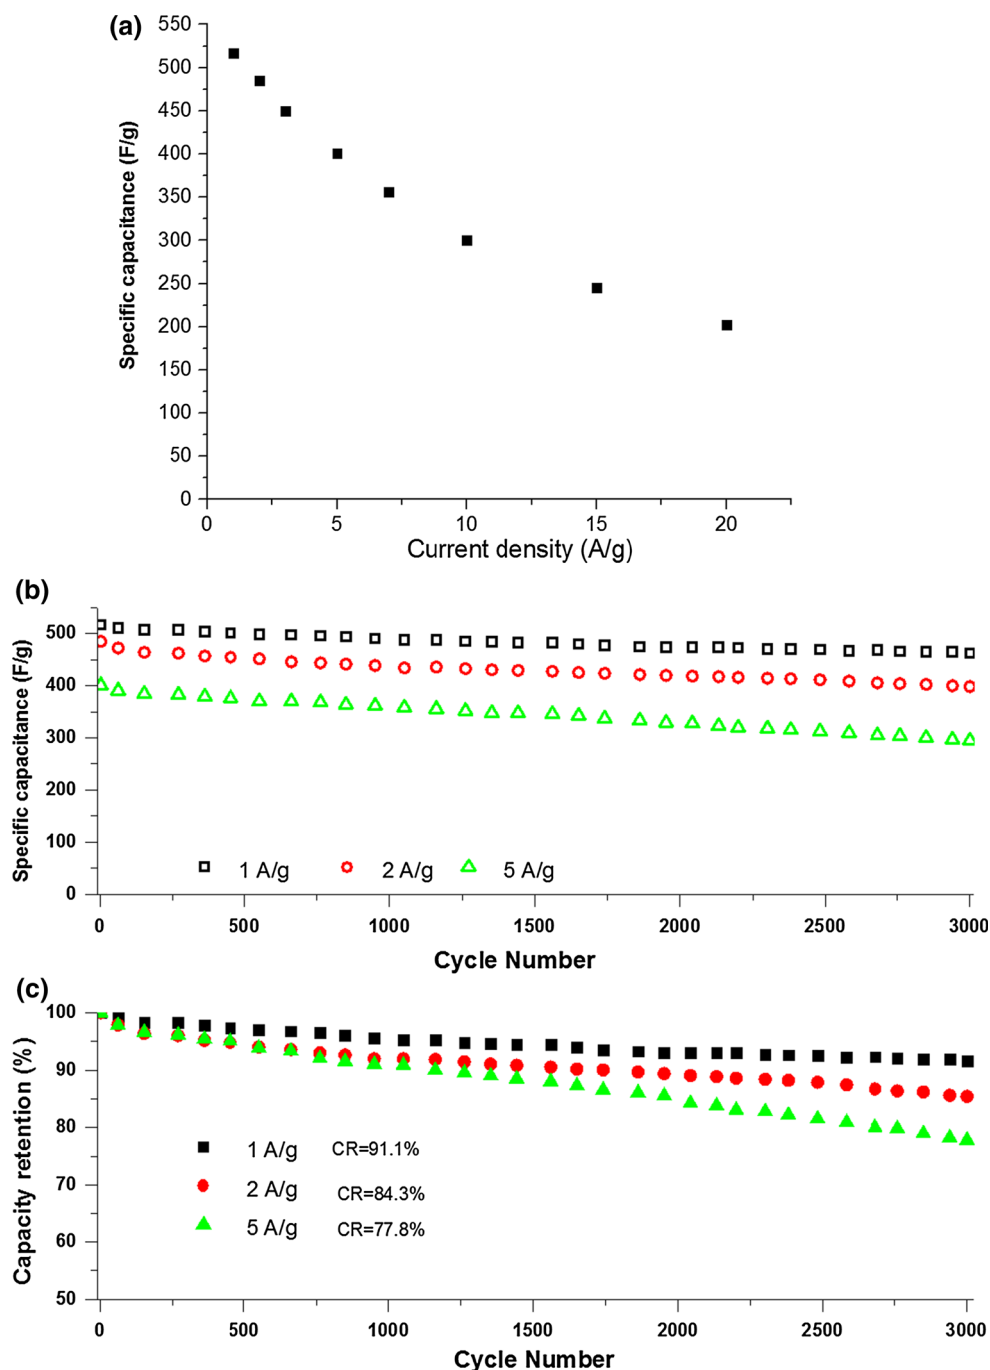 (a)
550
500
450
400
350
300
250
200
150
100
50
0
Specific capacitance (F/g)
0 5 10 15 20
Current density (A/g)
(b)
500
400
300
200
100
0
Specific capacitance (F/g)
1 A/g 2 A/g 5 A/g
0 500 1000 1500 2000 2500 3000
Cycle Number
(c)
100
90
80
70
60
50
Capacity retention (%)
1 A/g CR=91.1%
2 A/g CR=84.3%
5 A/g CR=77.8%
0 500 1000 1500 2000 2500 3000
Cycle Number